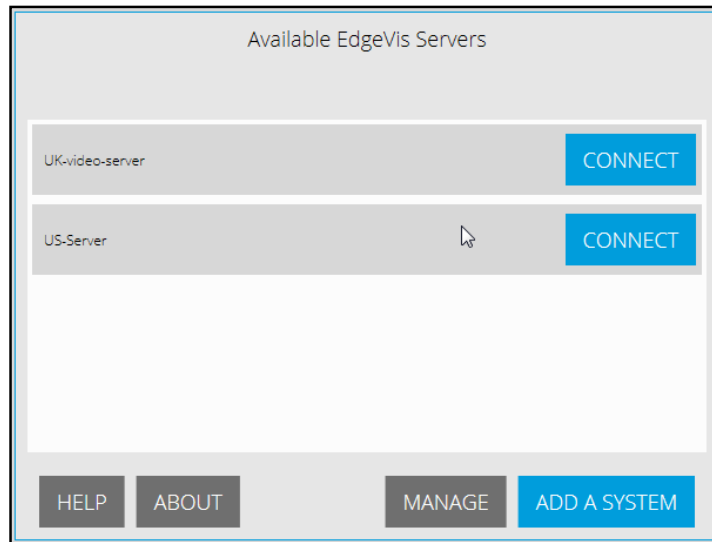 Available EdgeVis Servers
UK-video-server
CONNECT
US-Server
CONNECT
HELP
ABOUT
MANAGE
ADD A SYSTEM